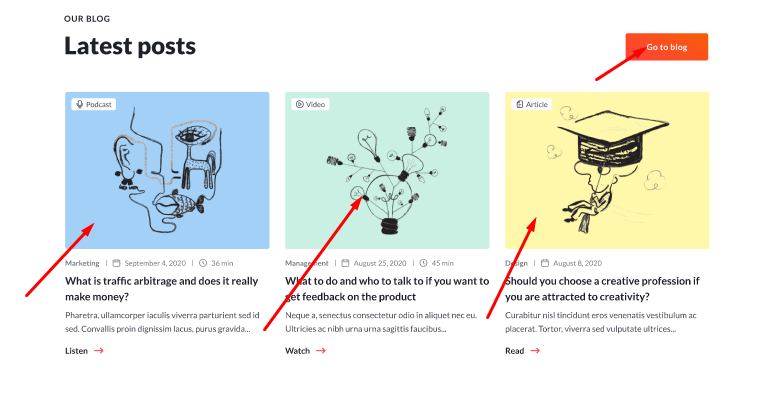 OUR BLOG
Latest posts
Go to blog
Podcast
Video
Article
Marketing | September 4, 2020 | 36 min
What is traffic arbitrage and does it really
make money?
Pharetra, ullamcorper iaculis viverra parturient sed id
sed. Convallis proin dignissim lacus, purus gravida...
Listen →
Management | August 25, 2020 | 45 min
What to do and who to talk to if you want to
get feedback on the product
Neque a, senectus consectetur odio in aliquet nec eu.
Ultricies ac nibh urna urna sagittis faucibus...
Watch →
Design | August 8, 2020
Should you choose a creative profession if
you are attracted to creativity?
Curabitur nisl tincidunt eros venenatis vestibulum ac
placerat. Tortor, viverra sed vulputate ultrices...
Read →